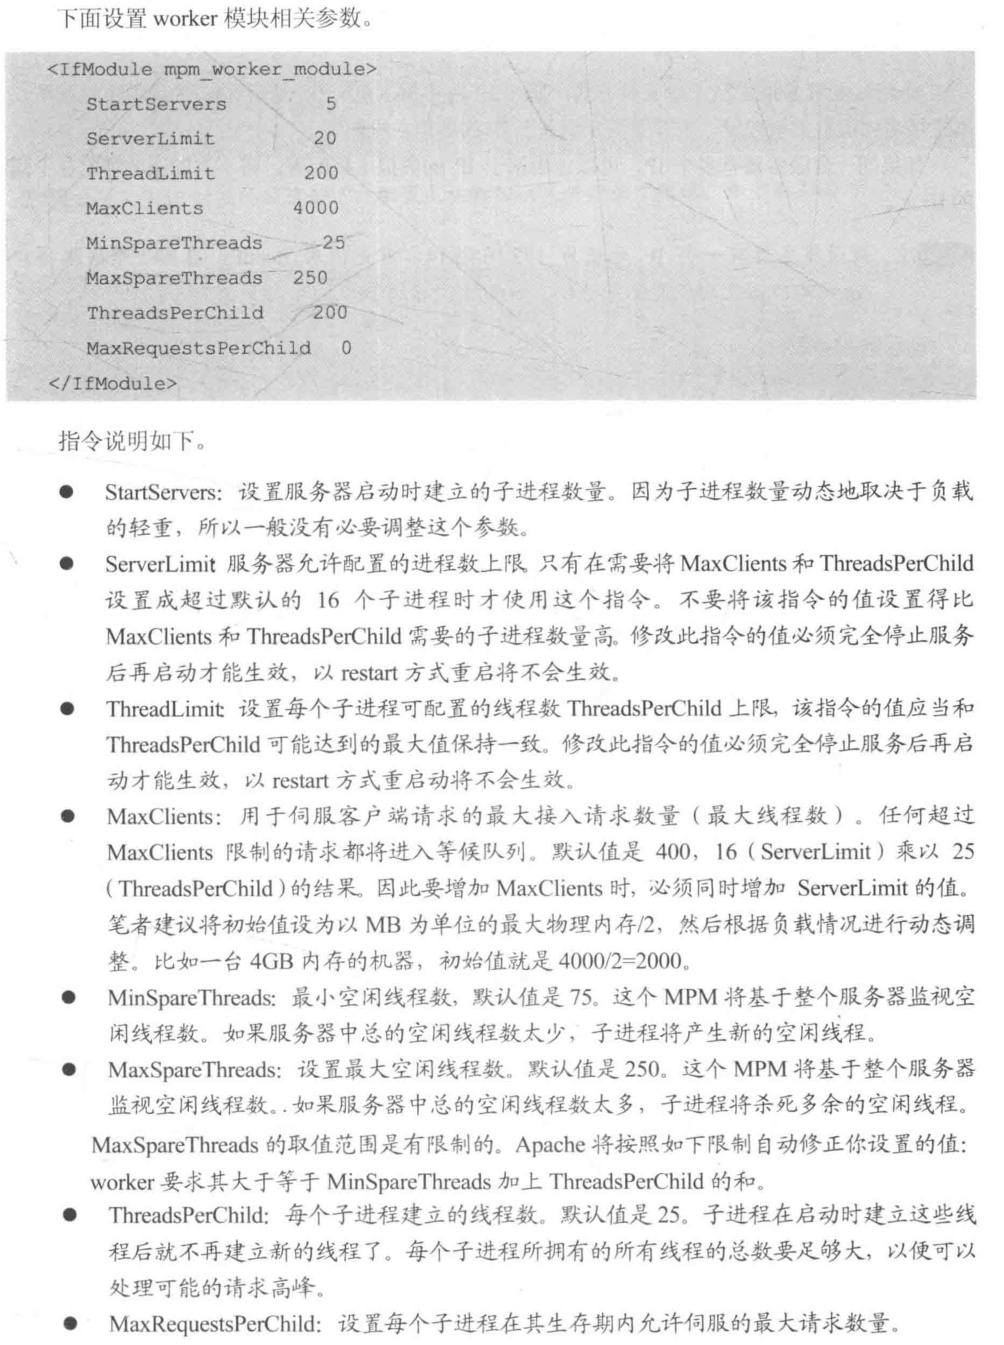 下面设置 worker 模块相关参数。
<IfModule mpm_worker_module>
StartServers 5
ServerLimit 20
ThreadLimit 200
MaxClients 4000
MinSpareThreads 25
MaxSpareThreads 250
ThreadsPerChild 200
MaxRequestsPerChild 0
</IfModule>
指令说明如下。
● StartServers：设置服务器启动时建立的子进程数量。因为子进程数量动态地取决于负载
的轻重，所以一般没有必要调整这个参数。
● ServerLimit：服务器允许配置的进程数上限。只有在需要将 MaxClients 和 ThreadsPerChild
设置成超过默认的 16 个子进程时才使用这个指令。不要将该指令的值设置得比
MaxClients 和 ThreadsPerChild 需要的子进程数量高。修改此指令的值必须完全停止服务
后再启动才能生效，以 restart 方式重启将不会生效。
● ThreadLimit：设置每个子进程可配置的线程数 ThreadsPerChild 上限，该指令的值应当和
ThreadsPerChild 可能达到的最大值保持一致。修改此指令的值必须完全停止服务后再启
动才能生效，以 restart 方式重启动将不会生效。
● MaxClients：用于伺服客户端请求的最大接入请求数量（最大线程数）。任何超过
MaxClients 限制的请求都将进入等候队列。默认值是 400，16（ServerLimit）乘以 25
（ThreadsPerChild）的结果。因此要增加 MaxClients 时，必须同时增加 ServerLimit 的值。
笔者建议将初始值设为以 MB 为单位的最大物理内存/2，然后根据负载情况进行动态调
整。比如一台 4GB 内存的机器，初始值就是 4000/2=2000。
● MinSpareThreads：最小空闲线程数，默认值是 75。这个 MPM 将基于整个服务器监视空
闲线程数。如果服务器中总的空闲线程数太少，子进程将产生新的空闲线程。
● MaxSpareThreads：设置最大空闲线程数。默认值是 250。这个 MPM 将基于整个服务器
监视空闲线程数。如果服务器中总的空闲线程数太多，子进程将杀死多余的空闲线程。
MaxSpareThreads 的取值范围是有限制的。Apache 将按照如下限制自动修正你设置的值：
worker 要求其大于等于 MinSpareThreads 加上 ThreadsPerChild 的和。
● ThreadsPerChild：每个子进程建立的线程数。默认值是 25。子进程在启动时建立这些线
程后就不再建立新的线程了。每个子进程所拥有的所有线程的总数要足够大，以便可以
处理可能的请求高峰。
● MaxRequestsPerChild：设置每个子进程在其生存期内允许伺服的最大请求数量。